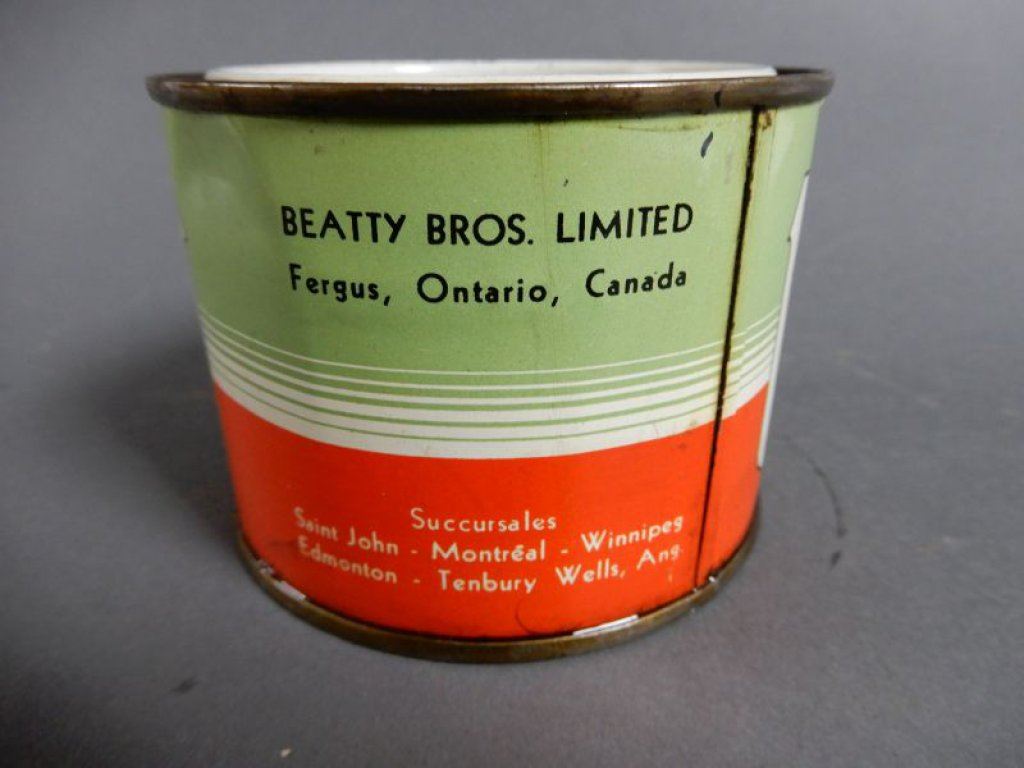 BEATTY BROS. LIMITED
Fergus, Ontario, Canada
Succursales
Saint John - Montréal - Winnipeg
Edmonton - Tenbury Wells, Ang.